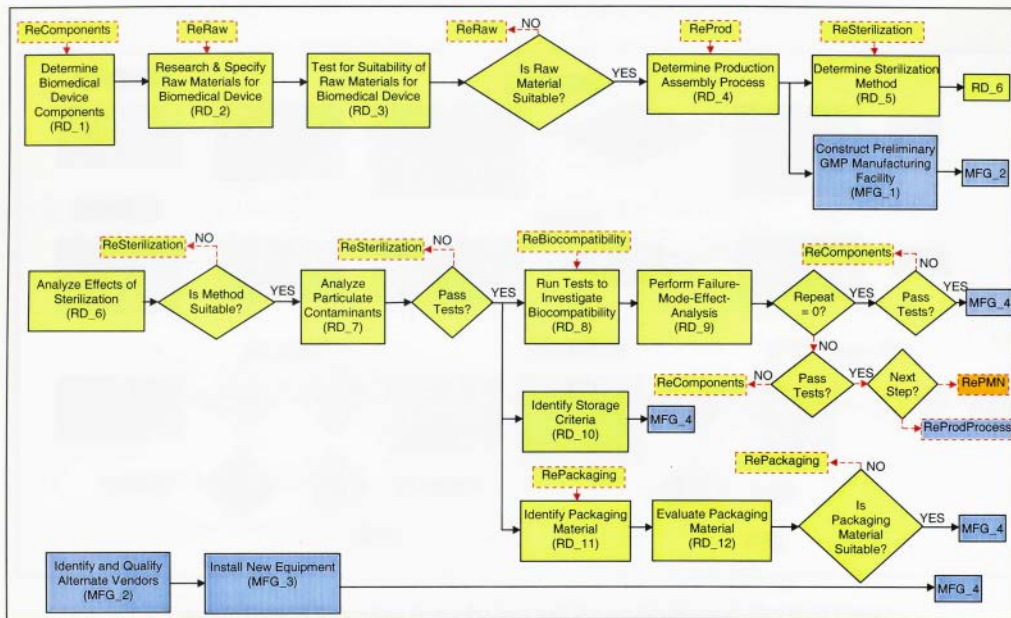 ReComponents
ReRaw
ReRaw
NO
ReProd
ReSterilization
Determine
Biomedical
Device
Components
(RD_1)
Research & Specify
Raw Materials for
Biomedical Device
(RD_2)
Test for Suitability of
Raw Materials for
Biomedical Device
(RD_3)
Is Raw
Material
Suitable?
YES
Determine Production
Assembly Process
(RD_4)
Determine Sterilization
Method
(RD_5)
RD_6
Construct Preliminary
GMP Manufacturing
Facility
(MFG_1)
MFG_2
ReSterilization
NO
ReSterilization
NO
ReBiocompatibility
ReComponents
NO
Analyze Effects of
Sterilization
(RD_6)
Is Method
Suitable?
YES
Analyze
Particulate
Contaminants
(RD_7)
Pass
Tests?
YES
Run Tests to
Investigate
Biocompatibility
(RD_8)
Perform Failure-
Mode-Effect-
Analysis
(RD_9)
Repeat
= 0?
YES
Pass
Tests?
YES
MFG_4
NO
ReComponents
NO
Pass
Tests?
YES
Next
Step?
RePMN
ReProdProcess
Identify Storage
Criteria
(RD_10)
MFG_4
RePackaging
RePackaging
NO
Identify Packaging
Material
(RD_11)
Evaluate Packaging
Material
(RD_12)
Is
Packaging
Material
Suitable?
YES
MFG_4
Identify and Qualify
Alternate Vendors
(MFG_2)
Install New Equipment
(MFG_3)
MFG_4